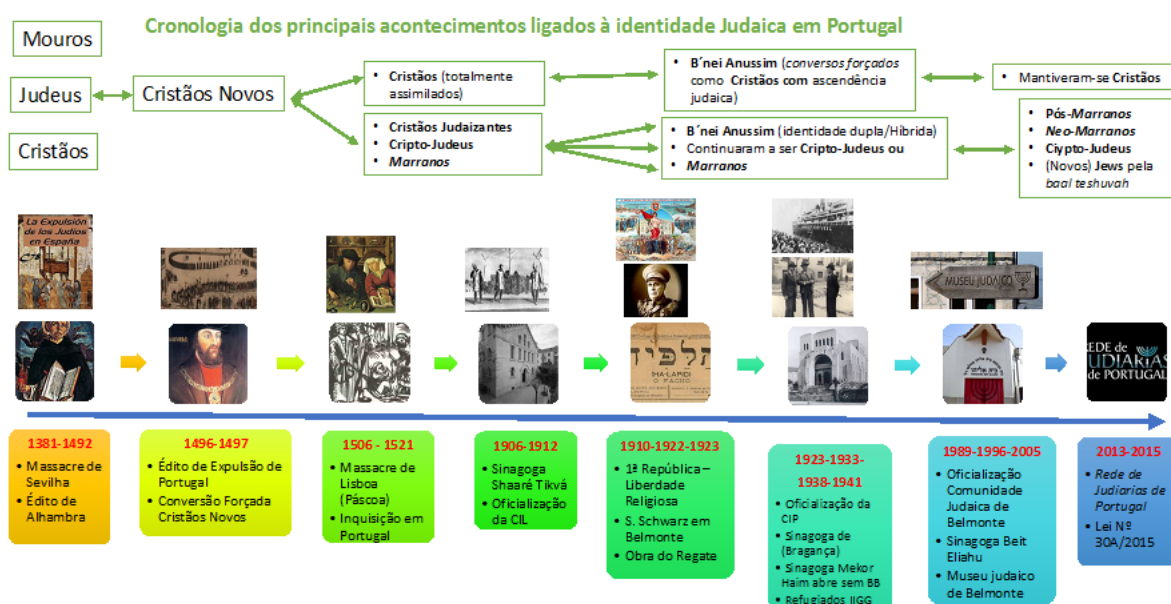 Cronologia dos principais acontecimentos ligados à identidade Judaica em Portugal
Mouros
Judeus
Cristãos
Cristãos Novos
• Cristãos (totalmente
assimilados)
• Cristãos Judaizantes
• Cripto-Judeus
• Marranos
• B´nei Anussim (conversos forçados
como Cristãos com ascendência
judaica)
• B´nei Anussim (identidade dupla/Híbrida)
• Continuaram a ser Cripto-Judeus ou
• Marranos
• Mantiveram-se Cristãos
• Pós-Marranos
• Neo-Marranos
• Ciypto-Judeus
• (Novos) Jews pela
baal teshuvah
La Expulsión
de los Judíos
en España
MUSEU JUDAICO
הלפיד
HA-LAPID
O FACHO
REDE de
JUDIARIAS
de PORTUGAL
1381-1492
• Massacre de
Sevilha
• Édito de
Alhambra
1496-1497
• Édito de Expulsão de
Portugal
• Conversão Forçada
Cristãos Novos
1506 - 1521
• Massacre de
Lisboa
(Páscoa)
• Inquisição em
Portugal
1906-1912
• Sinagoga
Shaaré Tikvá
• Oficialização
da CIL
1910-1922-1923
• 1ª República –
Liberdade
Religiosa
• S. Schwarz em
Belmonte
• Obra do Regate
1923-1933-
1938-1941
• Oficialização da
CIP
• Sinagoga de
(Bragança)
• Sinagoga Mekor
Haim abre sem BB
• Refugiados IIGG
1989-1996-2005
• Oficialização
Comunidade
Judaica de
Belmonte
• Sinagoga Beit
Eliahu
• Museu judaico
de Belmonte
2013-2015
• Rede de
Judiarias de
Portugal
• Lei Nº
30A/2015